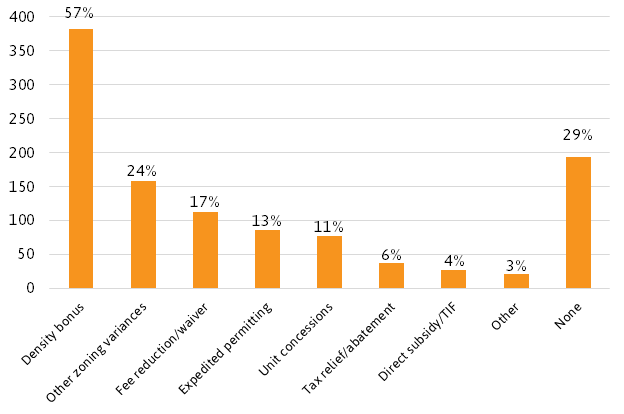 400
350
300
250
200
150
100
50
0
57%
24%
17%
13%
11%
6%
4%
3%
29%
Density bonus
Other zoning variances
Fee reduction/waiver
Expedited permitting
Unit concessions
Tax relief/abatement
Direct subsidy/TIF
Other
None